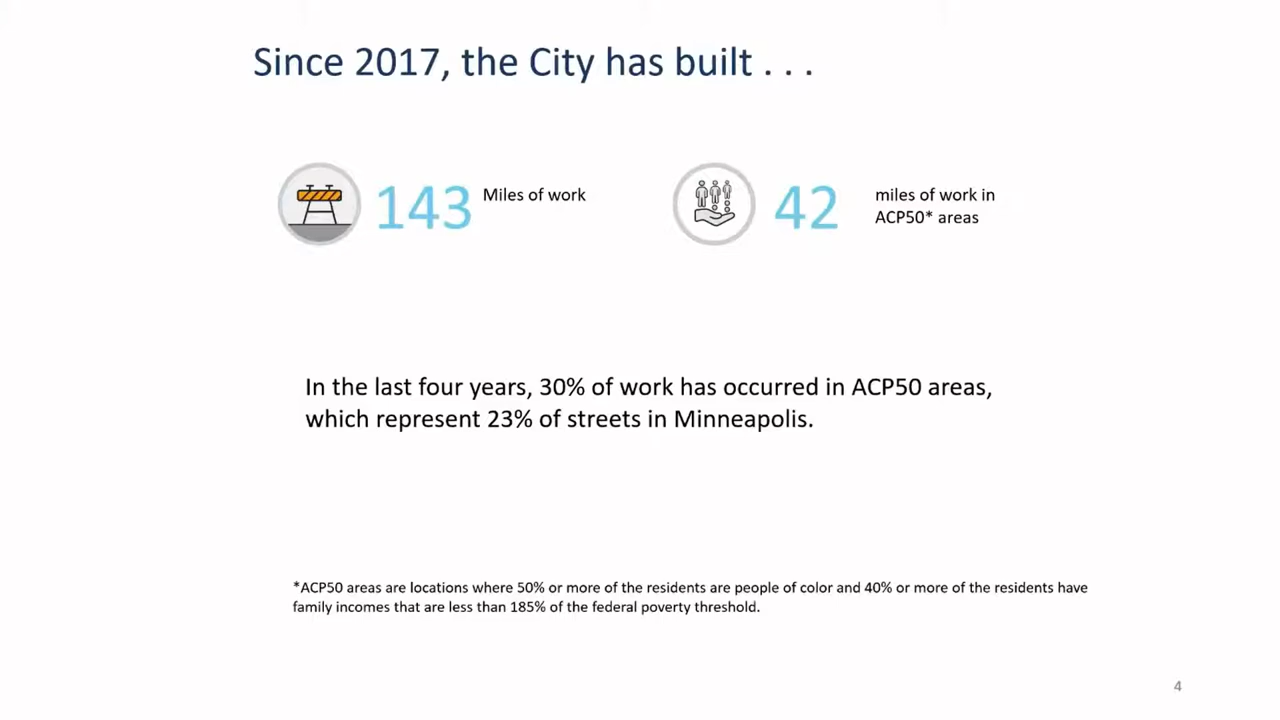 Since 2017, the City has built . . .
143 Miles of work
42 miles of work in
ACP50* areas
In the last four years, 30% of work has occurred in ACP50 areas,
which represent 23% of streets in Minneapolis.
*ACP50 areas are locations where 50% or more of the residents are people of color and 40% or more of the residents have
family incomes that are less than 185% of the federal poverty threshold.
4